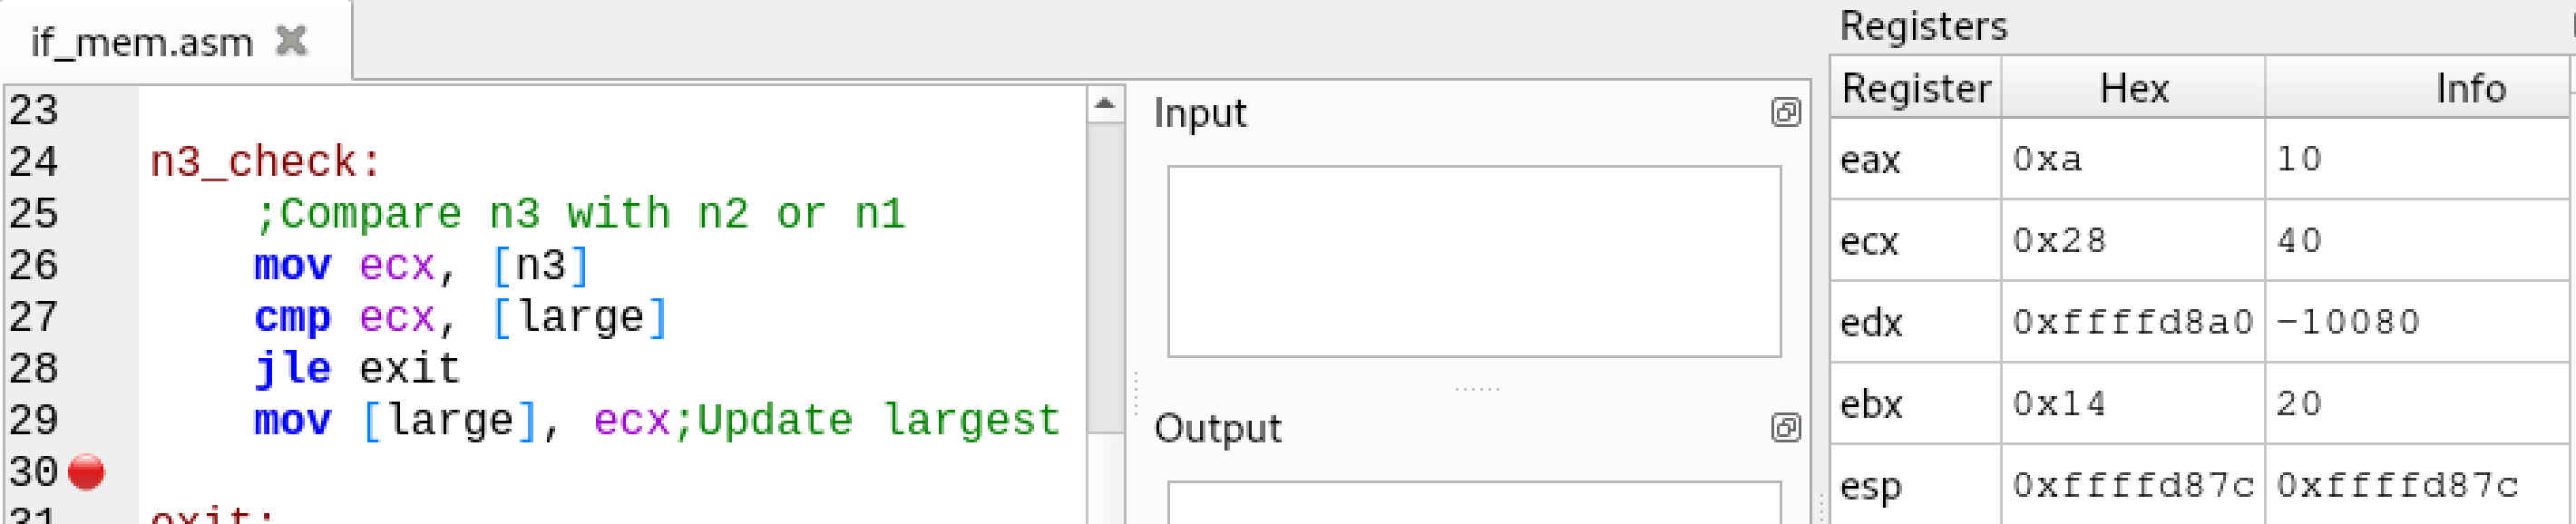 if_mem.asm
23
24 n3_check:
25 ;Compare n3 with n2 or n1
26 mov ecx, [n3]
27 cmp ecx, [large]
28 jle exit
29 mov [large], ecx;Update largest
30
31 exit:
Input
Output
Registers
Register Hex Info
eax 0xa 10
ecx 0x28 40
edx 0xffffd8a0 -10080
ebx 0x14 20
esp 0xffffd87c 0xffffd87c